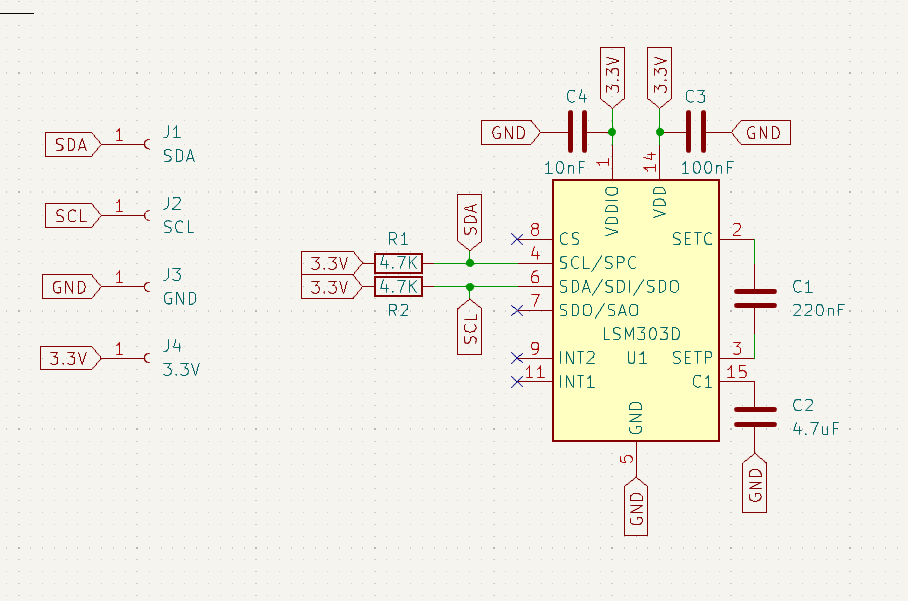 3.3V
3.3V
C4
C3
GND
GND
10nF
1
14
100nF
SDA
1
J1
SDA
SCL
1
J2
SCL
GND
1
J3
GND
3.3V
1
J4
3.3V
SDA
R1
3.3V
4.7K
3.3V
4.7K
R2
SCL
VDDIO
VDD
8
CS
SETC
2
4
SCL/SPC
6
SDA/SDI/SDO
7
SDO/SAO
LSM303D
C1
220nF
9
INT2
U1
SETP
3
11
INT1
C1
15
C2
4.7uF
GND
5
GND
GND